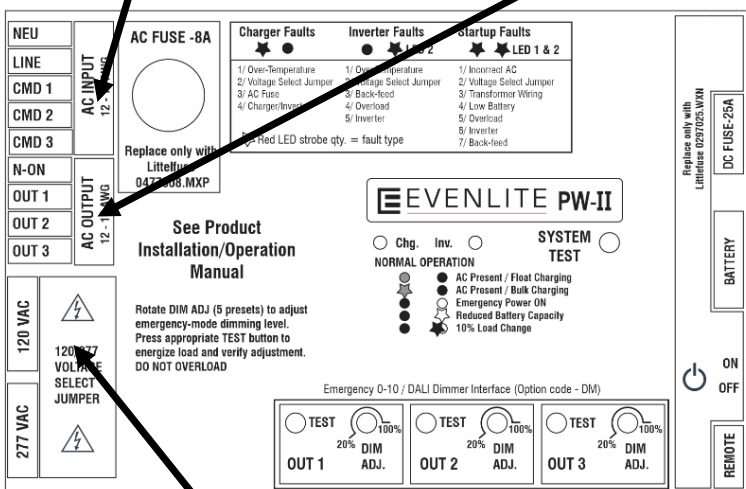 NEU
LINE
CMD 1
CMD 2
CMD 3
N-ON
OUT 1
OUT 2
OUT 3
AC INPUT
AC OUTPUT
AC FUSE -8A
Replace only with
Littelfuse
See Product
Installation/Operation
Manual
Charger Faults
1/ Over-Temperature
2/ Voltage Select Jumper
3/ AC Fuse
Inverter Faults
2
1/
2/ Select Jumper
3/ Back-feed
4/ Overload
5/ Inverter
Startup Faults
LED 1 & 2
1/ Incorrect AC
2/ Voltage Select Jumper
3/ Transformer Wiring
4/ Low Battery
5/ Overload
6/ Inverter
7/ Back-feed
Red LED strobe qty. = fault type
EVENLITE PW-II
Chg. Inv.
SYSTEM
TEST
NORMAL OPERATION
AC Present / Float Charging
AC Present / Bulk Charging
Emergency Power ON
Reduced Battery Capacity
10% Load Change
Rotate DIM ADJ (5 presets) to adjust
emergency-mode dimming level.
Press appropriate TEST button to
energize load and verify adjustment.
DO NOT OVERLOAD
120 VAC
277 VAC
VOLTAGE
SELECT
JUMPER
Emergency 0-10 / DALI Dimmer Interface (Option code - DM)
TEST
100%
20%
DIM
OUT 1 ADJ.
TEST
100%
20%
DIM
OUT 2 ADJ.
TEST
100%
20%
DIM
OUT 3 ADJ.
Replace only with
Littlefuse 0297025.WXN
DC FUSE-25A
BATTERY
ON
OFF
REMOTE